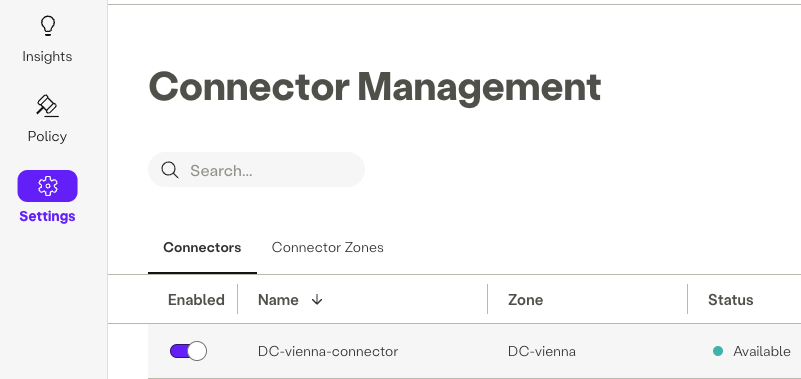 Insights
Policy
Settings
Connector Management
Search...
Connectors Connector Zones
Enabled Name Zone Status
DC-vienna-connector DC-vienna Available